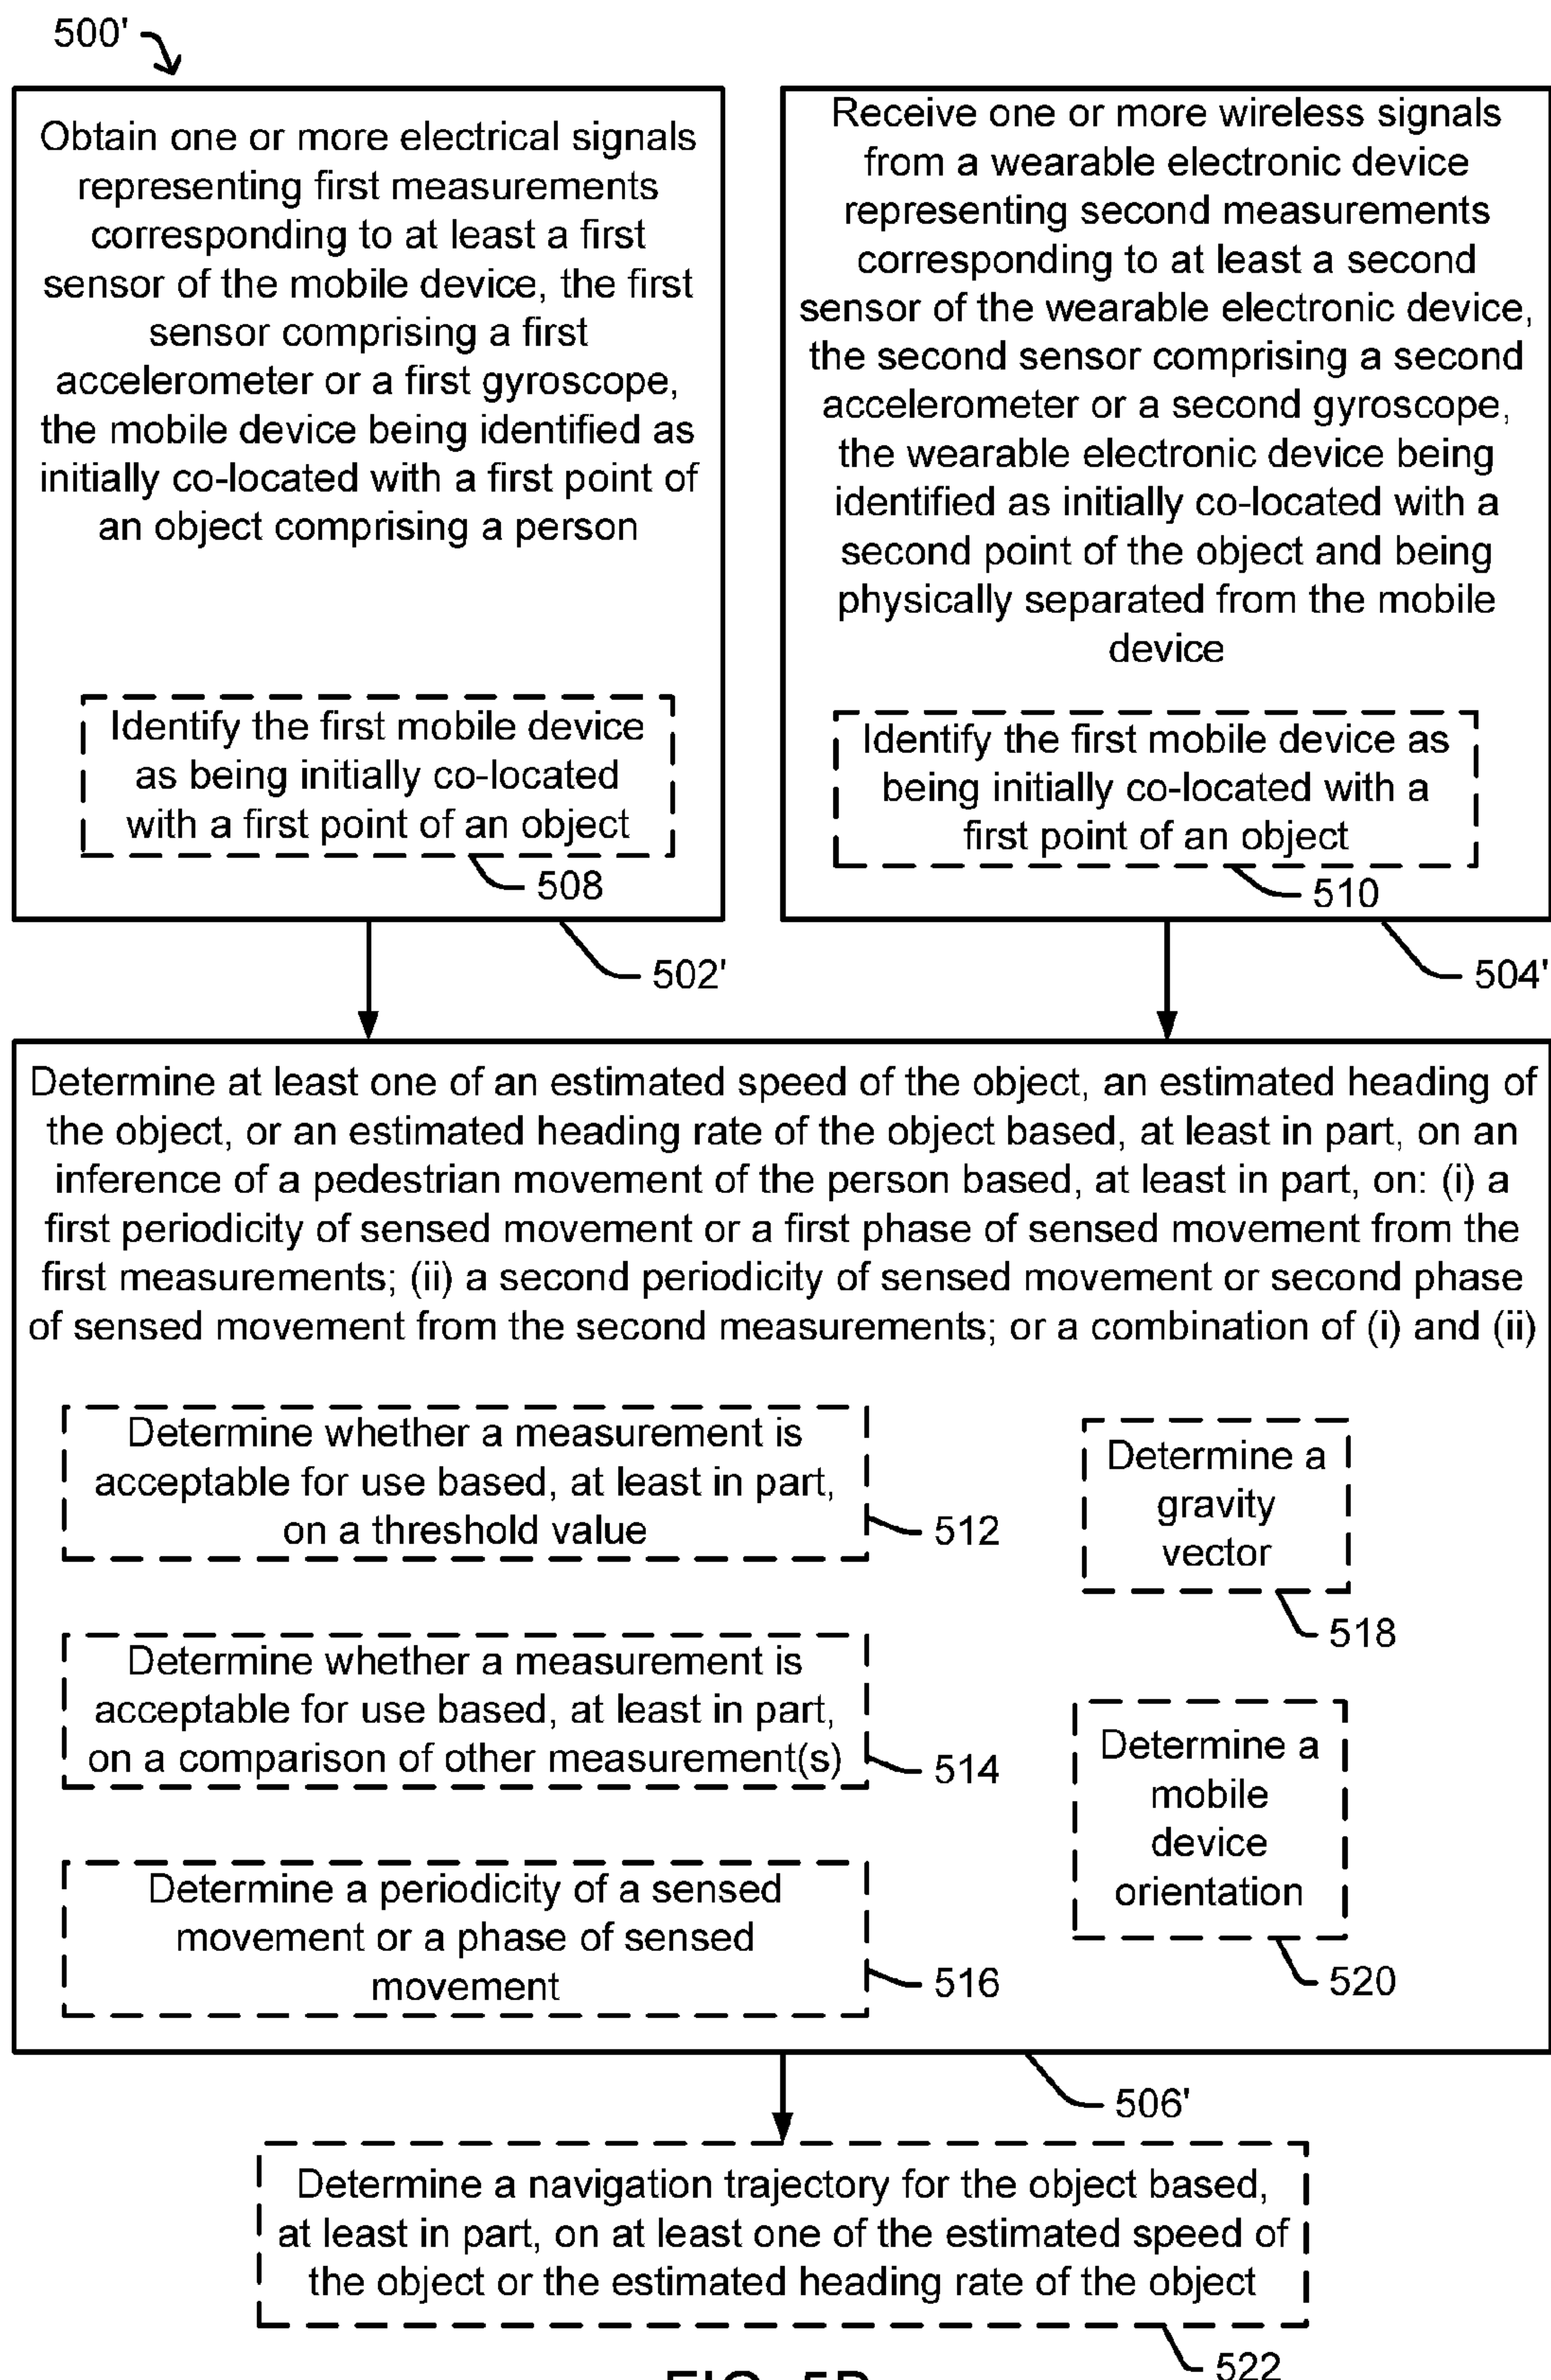 500'
Obtain one or more electrical signals
representing first measurements
corresponding to at least a first
sensor of the mobile device, the first
sensor comprising a first
accelerometer or a first gyroscope,
the mobile device being identified as
initially co-located with a first point of
an object comprising a person
Identify the first mobile device
as being initially co-located
with a first point of an object
508
502'
Receive one or more wireless signals
from a wearable electronic device
representing second measurements
corresponding to at least a second
sensor of the wearable electronic device,
the second sensor comprising a second
accelerometer or a second gyroscope,
the wearable electronic device being
identified as initially co-located with a
second point of the object and being
physically separated from the mobile
device
Identify the first mobile device as
being initially co-located with a
first point of an object
510
504'
Determine at least one of an estimated speed of the object, an estimated heading of
the object, or an estimated heading rate of the object based, at least in part, on an
inference of a pedestrian movement of the person based, at least in part, on: (i) a
first periodicity of sensed movement or a first phase of sensed movement from the
first measurements; (ii) a second periodicity of sensed movement or second phase
of sensed movement from the second measurements; or a combination of (i) and (ii)
Determine whether a measurement is
acceptable for use based, at least in part,
on a threshold value
512
Determine whether a measurement is
acceptable for use based, at least in part,
on a comparison of other measurement(s)
514
Determine a periodicity of a sensed
movement or a phase of sensed
movement
516
Determine a
gravity
vector
518
Determine a
mobile
device
orientation
520
506'
Determine a navigation trajectory for the object based,
at least in part, on at least one of the estimated speed of
the object or the estimated heading rate of the object
522